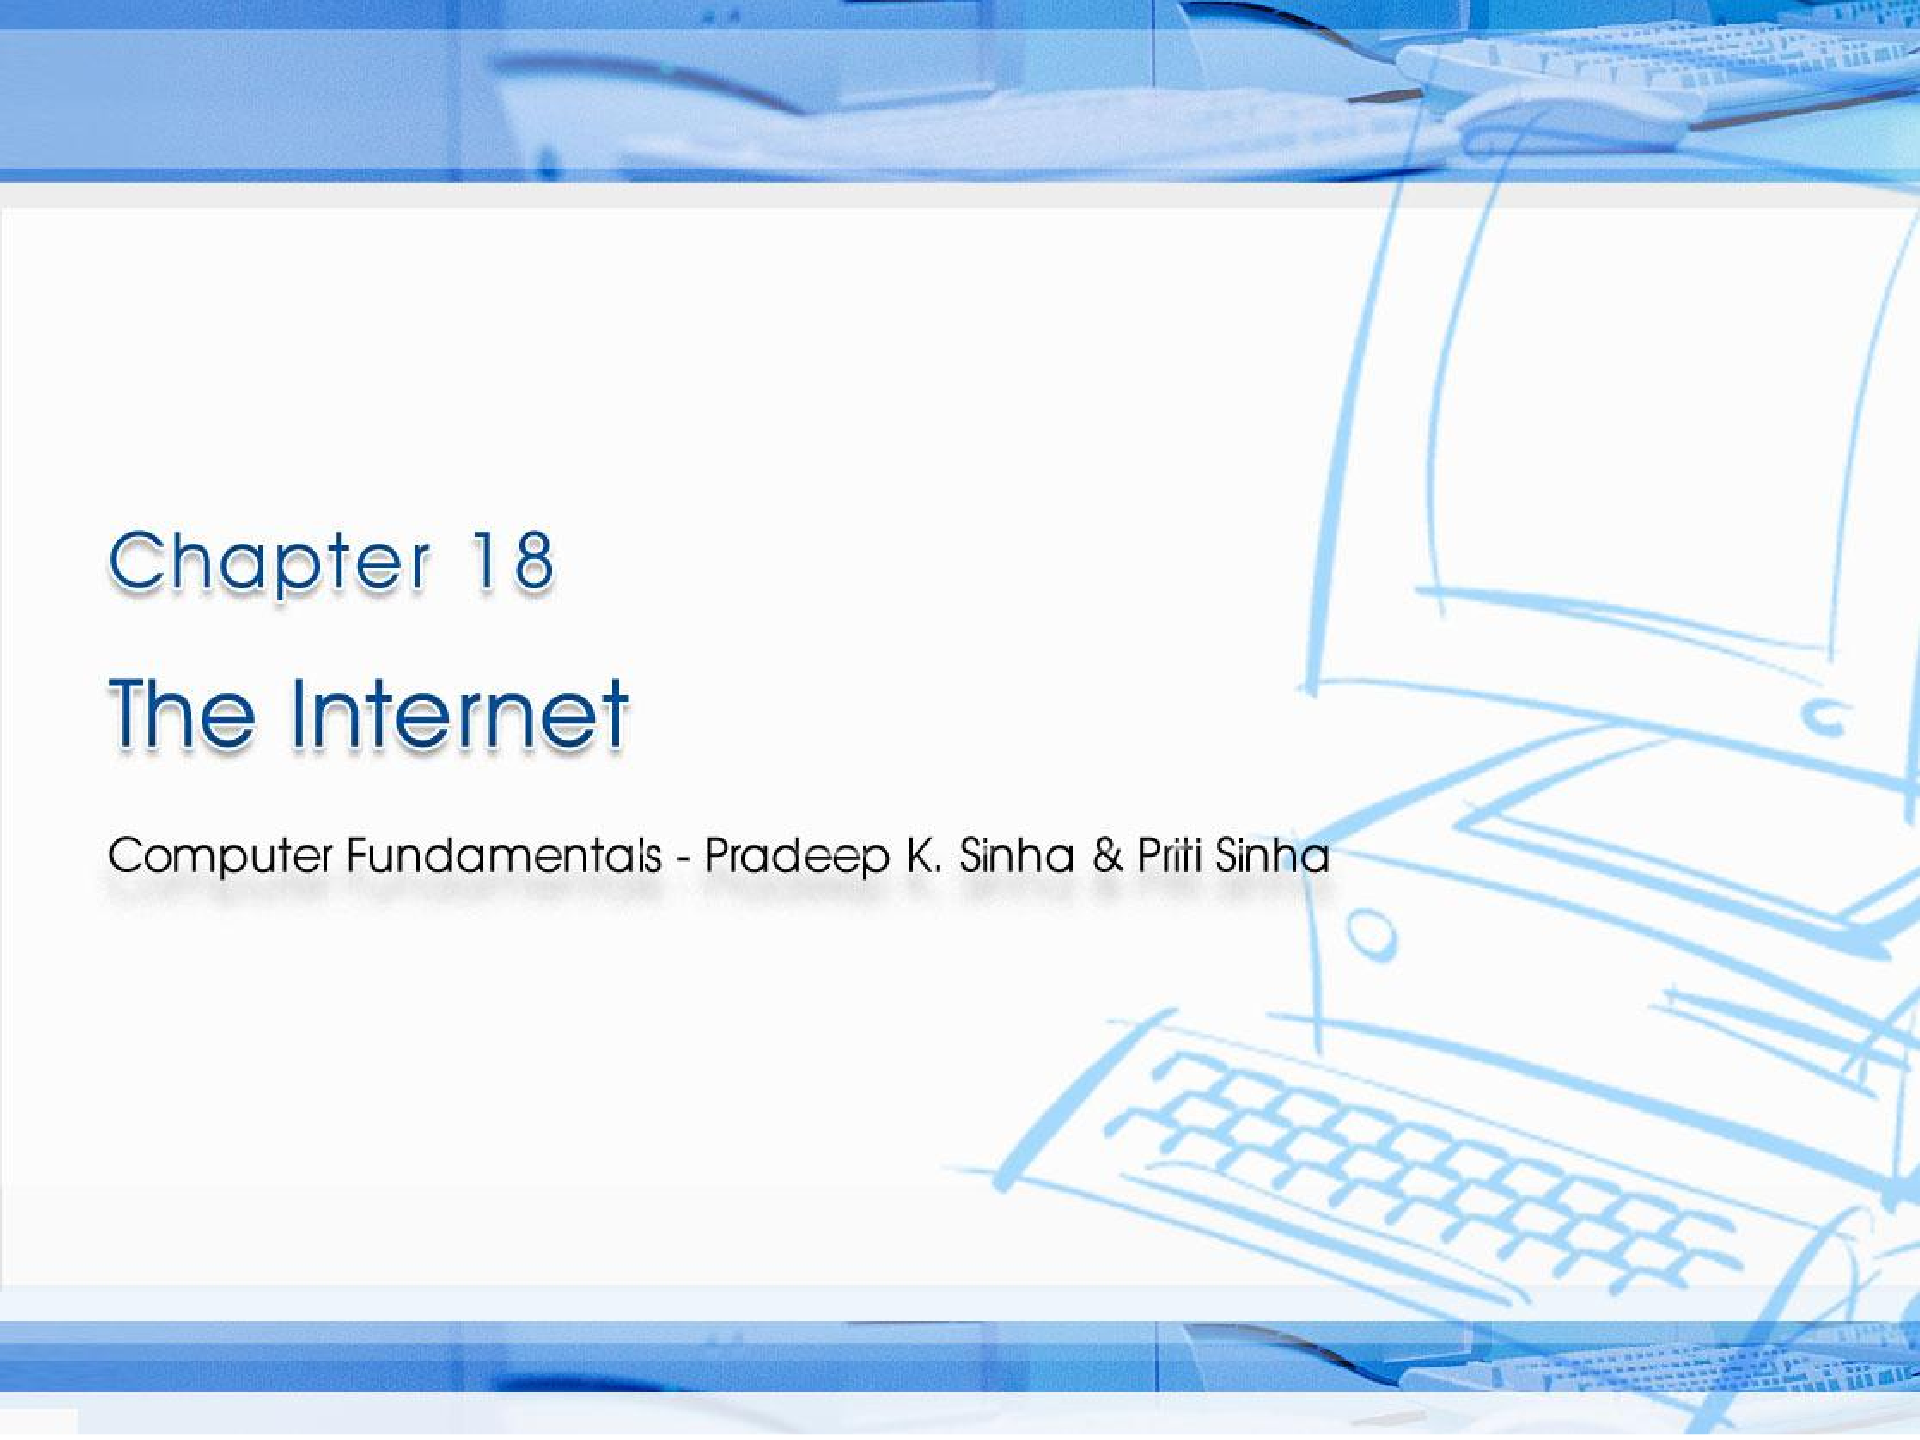 Chapter 18
The Internet
Computer Fundamentals - Pradeep K. Sinha & Priti Sinha